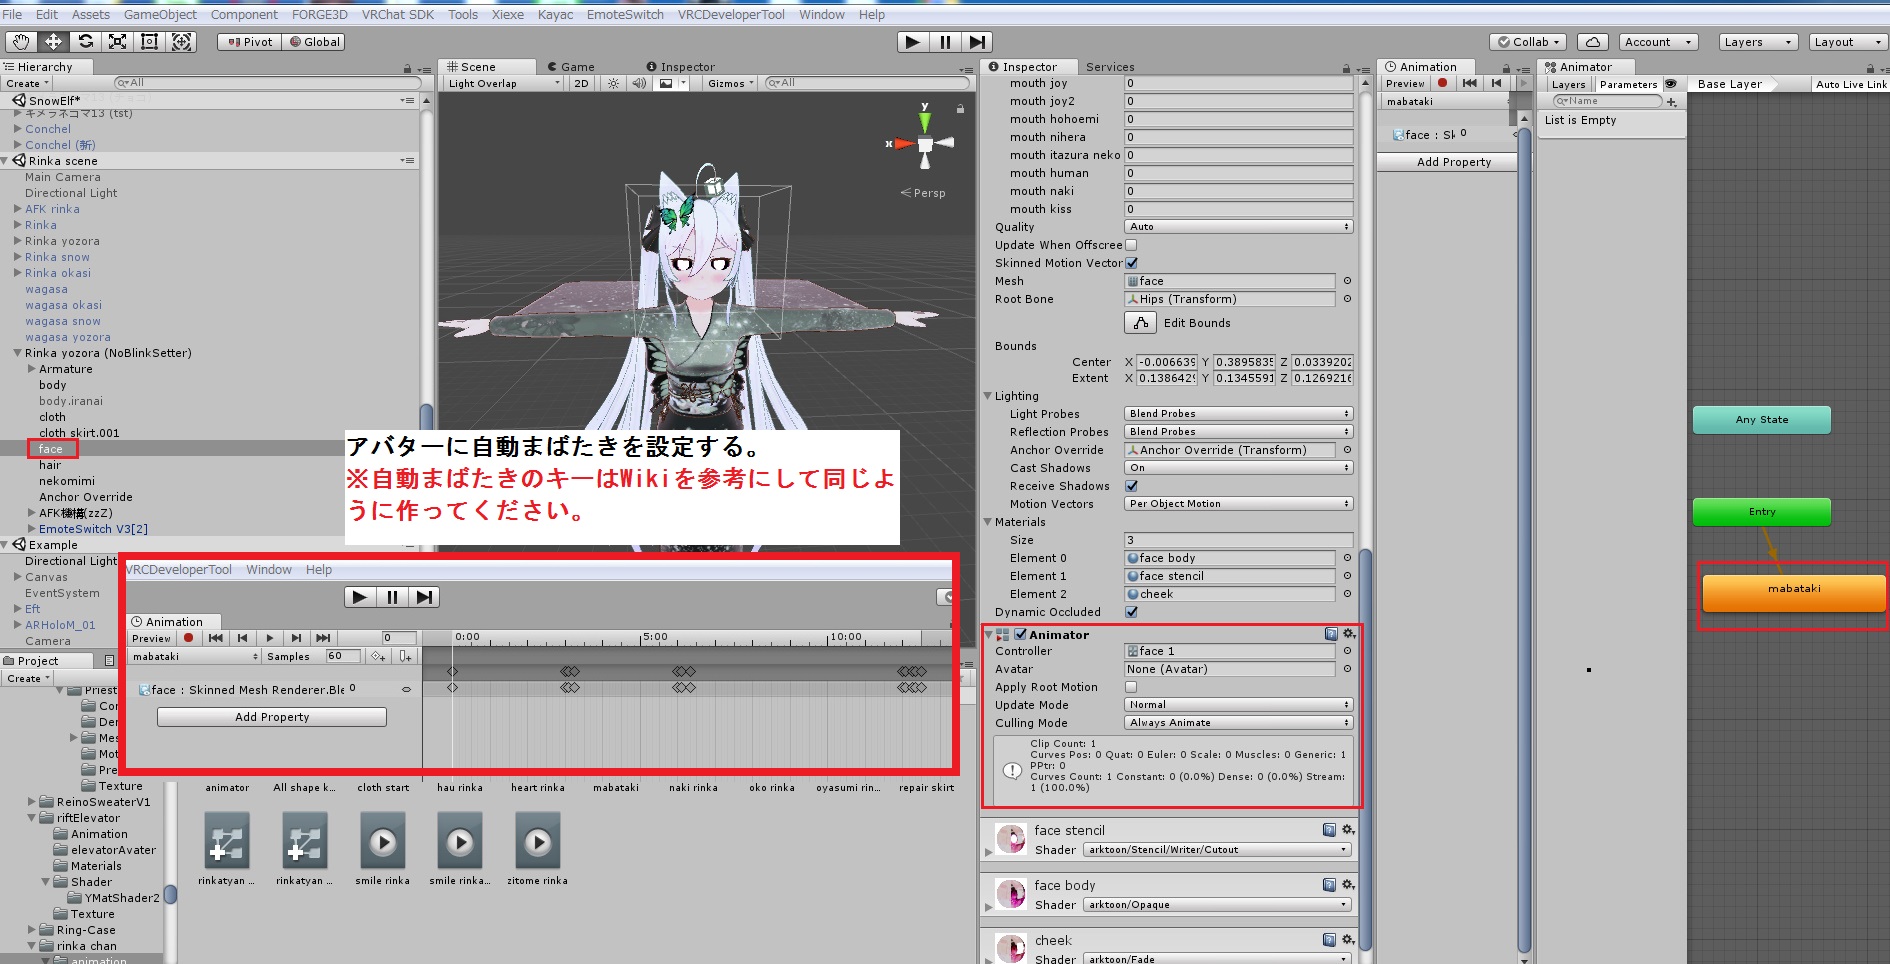 File Edit Assets GameObject Component FORGE3D VRChat SDK Tools Xiexe Kayac EmoteSwitch VRCDeveloperTool Window Help
Pivot Global Collab Account Layers Layout
Hierarchy
Create All
SnowElf*
キメラネコマ13 (tst)
Conchel
Conchel (斬)
Rinka scene
Main Camera
Directional Light
AFK rinka
Rinka
Rinka yozora
Rinka snow
Rinka okasi
wagasa
wagasa okasi
wagasa snow
wagasa yozora
Rinka yozora (NoBlinkSetter)
Armature
body
body.iranai
cloth
cloth skirt.001
face
hair
nekomimi
Anchor Override
AFK機構(zzZ)
EmoteSwitch V3[2]
Example
Directional Light
Canvas
EventSystem
Eft
ARHoloM_01
Camera
Scene Game Inspector
Light Overlap 2D Gizmos All
y
x
Persp
アバターに自動まばたきを設定する。
※自動まばたきのキーはWikiを参考にして同じよ
うに作ってください。
VRCDeveloperTool Window Help
Animation
Preview 0 0:00 5:00 10:00
mabataki Samples 60
face : Skinned Mesh Renderer.Ble 0
Add Property
Project
Create
Priest
Cor
Der
Mes
Mot
Pre
Texture
ReinoSweaterV1
riftElevator
Animation
elevatorAvater
Materials
Shader
YMatShader2
Texture
Ring-Case
rinka chan
animation
animator All shape k... cloth start hau rinka heart rinka mabataki naki rinka oko rinka oyasumi rin... repair skirt
rinkatyan ... rinkatyan ... smile rinka smile rinka... zitome rinka
Inspector Services
mouth joy 0
mouth joy2 0
mouth hohoemi 0
mouth nihera 0
mouth itazura neko 0
mouth human 0
mouth naki 0
mouth kiss 0
Quality Auto
Update When Offscree
Skinned Motion Vector
Mesh face
Root Bone Hips (Transform)
Edit Bounds
Bounds
Center X -0.006639 Y 0.3895835 Z 0.0339202
Extent X 0.1386429 Y 0.1345591 Z 0.1269216
Lighting
Light Probes Blend Probes
Reflection Probes Blend Probes
Anchor Override Anchor Override (Transform)
Cast Shadows On
Receive Shadows
Motion Vectors Per Object Motion
Materials
Size 3
Element 0 face body
Element 1 face stencil
Element 2 cheek
Dynamic Occluded
Animator
Controller face 1
Avatar None (Avatar)
Apply Root Motion
Update Mode Normal
Culling Mode Always Animate
Clip Count: 1
Curves Pos: 0 Quat: 0 Euler: 0 Scale: 0 Muscles: 0 Generic: 1
PPtr: 0
Curves Count: 1 Constant: 0 (0.0%) Dense: 0 (0.0%) Stream:
1 (100.0%)
face stencil
Shader arktoon/Stencil/Writer/Cutout
face body
Shader arktoon/Opaque
cheek
Shader arktoon/Fade
Animation
Preview
mabataki
face : Sk 0
Add Property
Animator
Layers Parameters Base Layer Auto Live Link
Name
List is Empty
Any State
Entry
mabataki